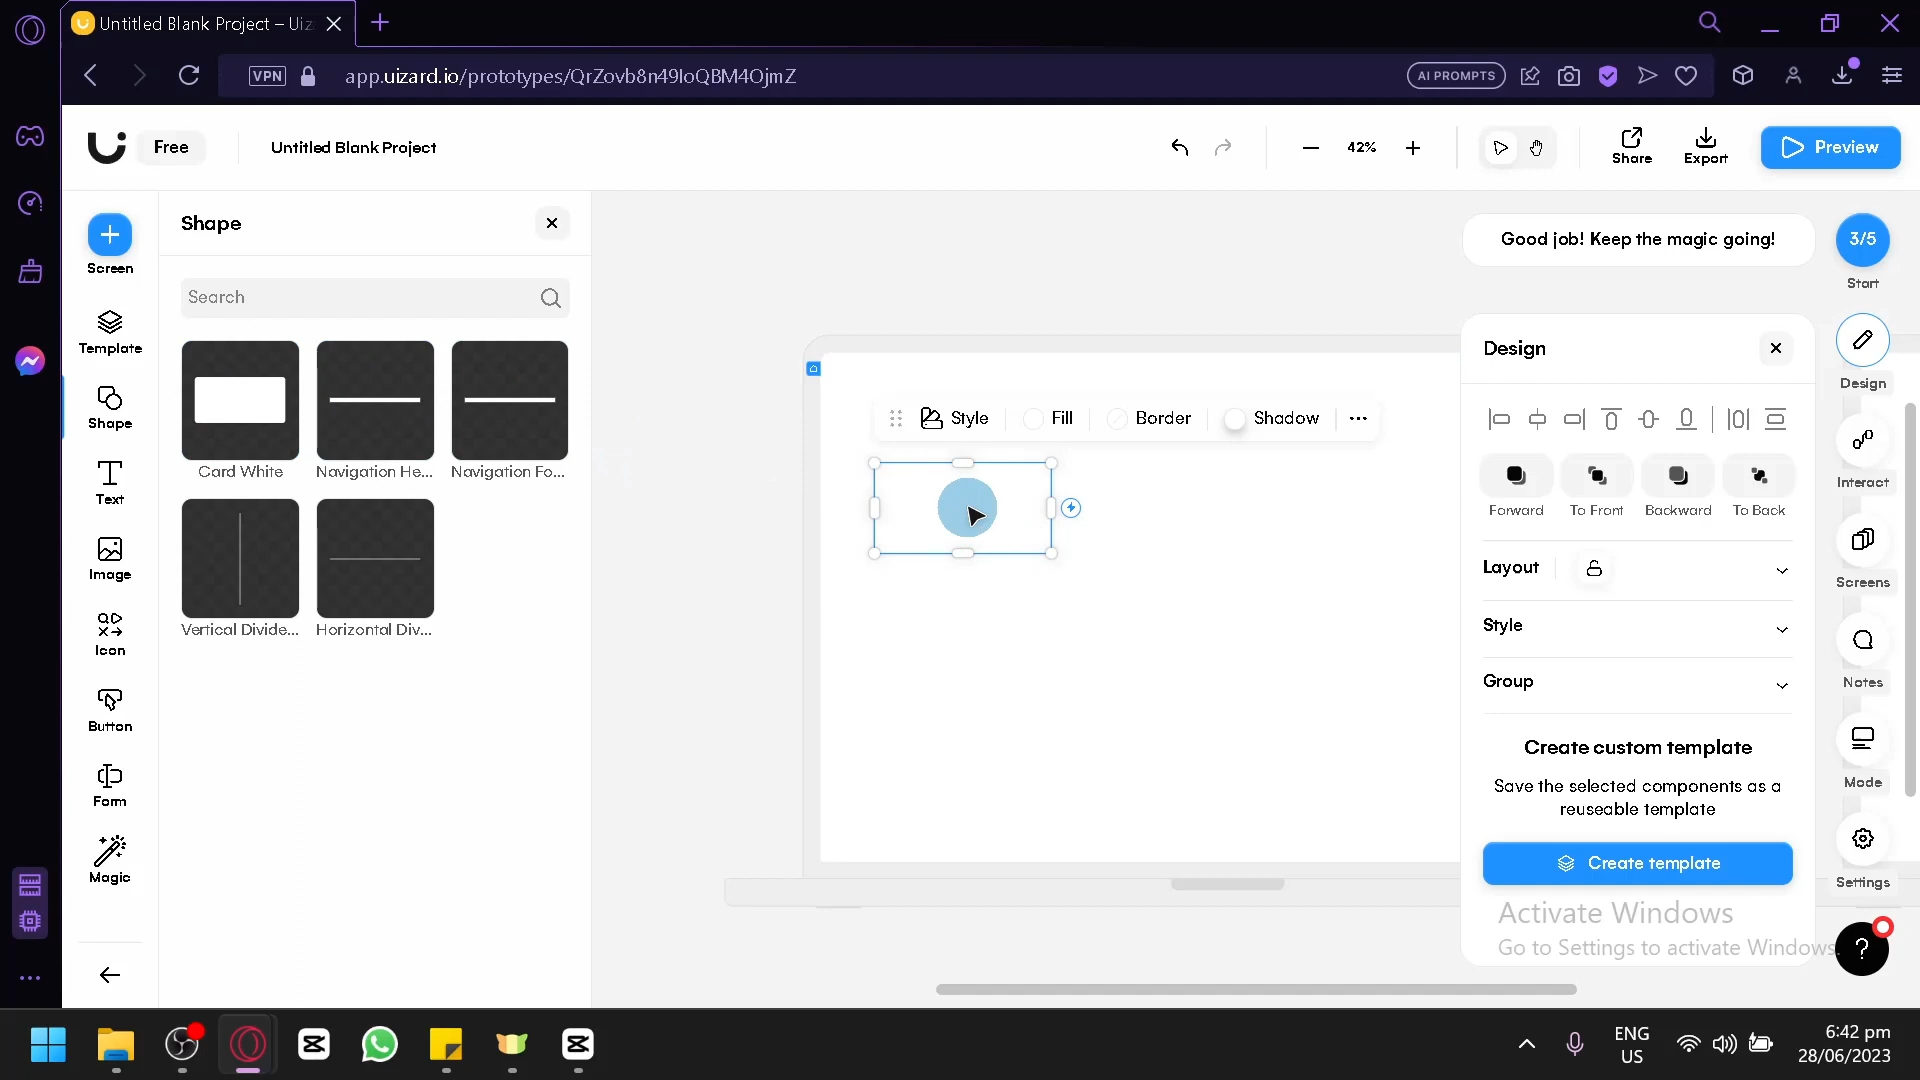 Untitled Blank Project – Uiz
VPN
app.uizard.io/prototypes/QrZovb8n49IoQBM4OjmZ
AI PROMPTS
Free
Untitled Blank Project
42%
Share
Export
Preview
Screen
Template
Shape
Text
Image
Icon
Button
Form
Magic
Shape
Search
Card White
Navigation He...
Navigation Fo...
Vertical Divide...
Horizontal Div...
Style
Fill
Border
Shadow
Good job! Keep the magic going!
3/5
Start
Design
Interact
Screens
Notes
Mode
Settings
Design
Forward
To Front
Backward
To Back
Layout
Style
Group
Create custom template
Save the selected components as a
reuseable template
Create template
Activate Windows
Go to Settings to activate Windows.
?
ENG
US
6:42 pm
28/06/2023